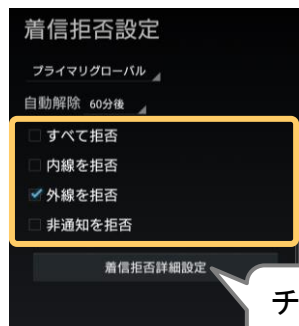 着信拒否設定
プライマリグローバル
自動解除 60分後
すべて拒否
内線を拒否
外線を拒否
非通知を拒否
着信拒否詳細設定
チ